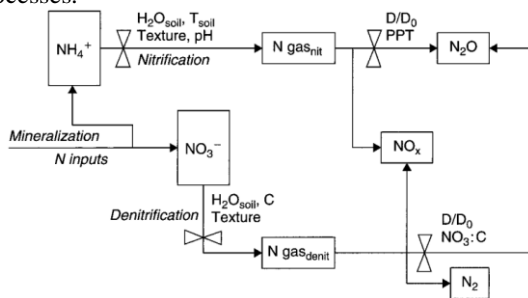 ocesses.
H₂Osoil, Tsoil
Texture, pH
Nitrification
NH₄⁺
N gasnit
D/D₀
PPT
N₂O
Mineralization
N inputs
NO₃⁻
NOₓ
Denitrification
H₂Osoil, C
Texture
N gasdenit
D/D₀
NO₃:C
N₂